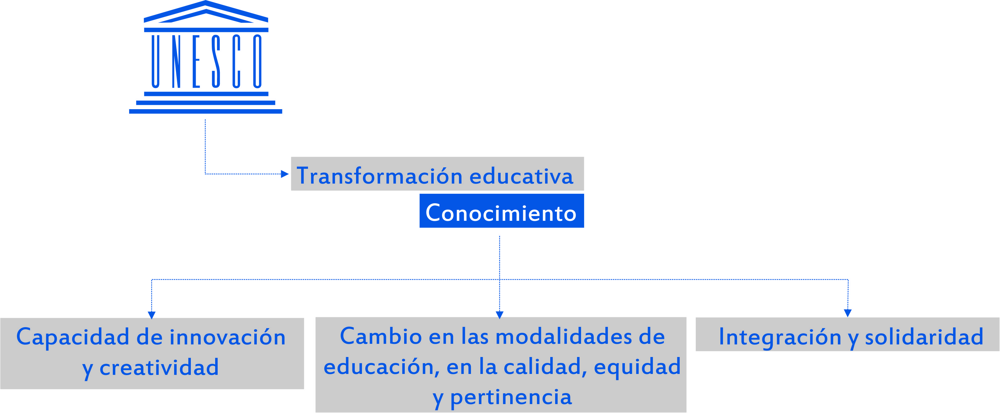 UNESCO
Transformación educativa
Conocimiento
Capacidad de innovación
y creatividad
Cambio en las modalidades de
educación, en la calidad, equidad
y pertinencia
Integración y solidaridad